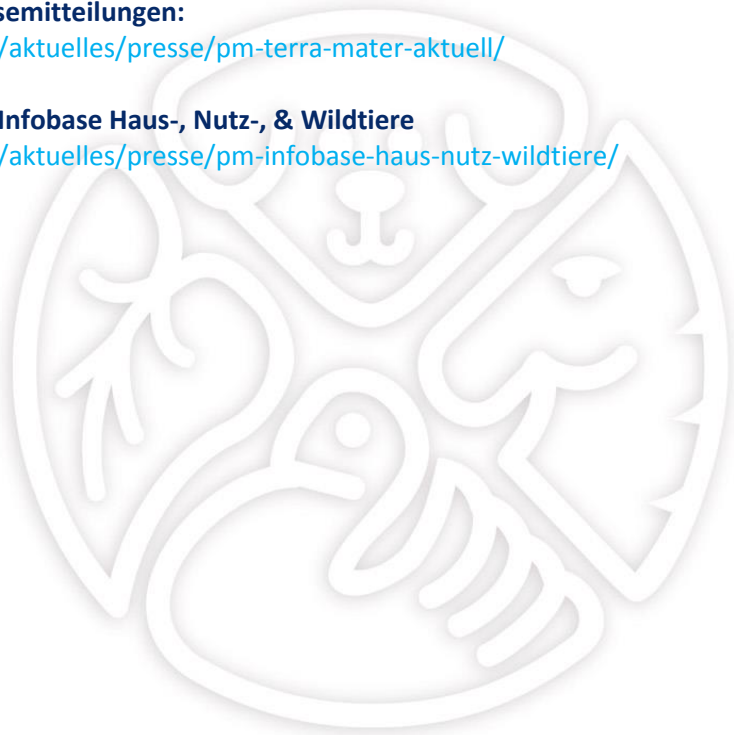 semitteilungen:
/aktuelles/presse/pm-terra-mater-aktuell/
Infobase Haus-, Nutz-, & Wildtiere
/aktuelles/presse/pm-infobase-haus-nutz-wildtiere/